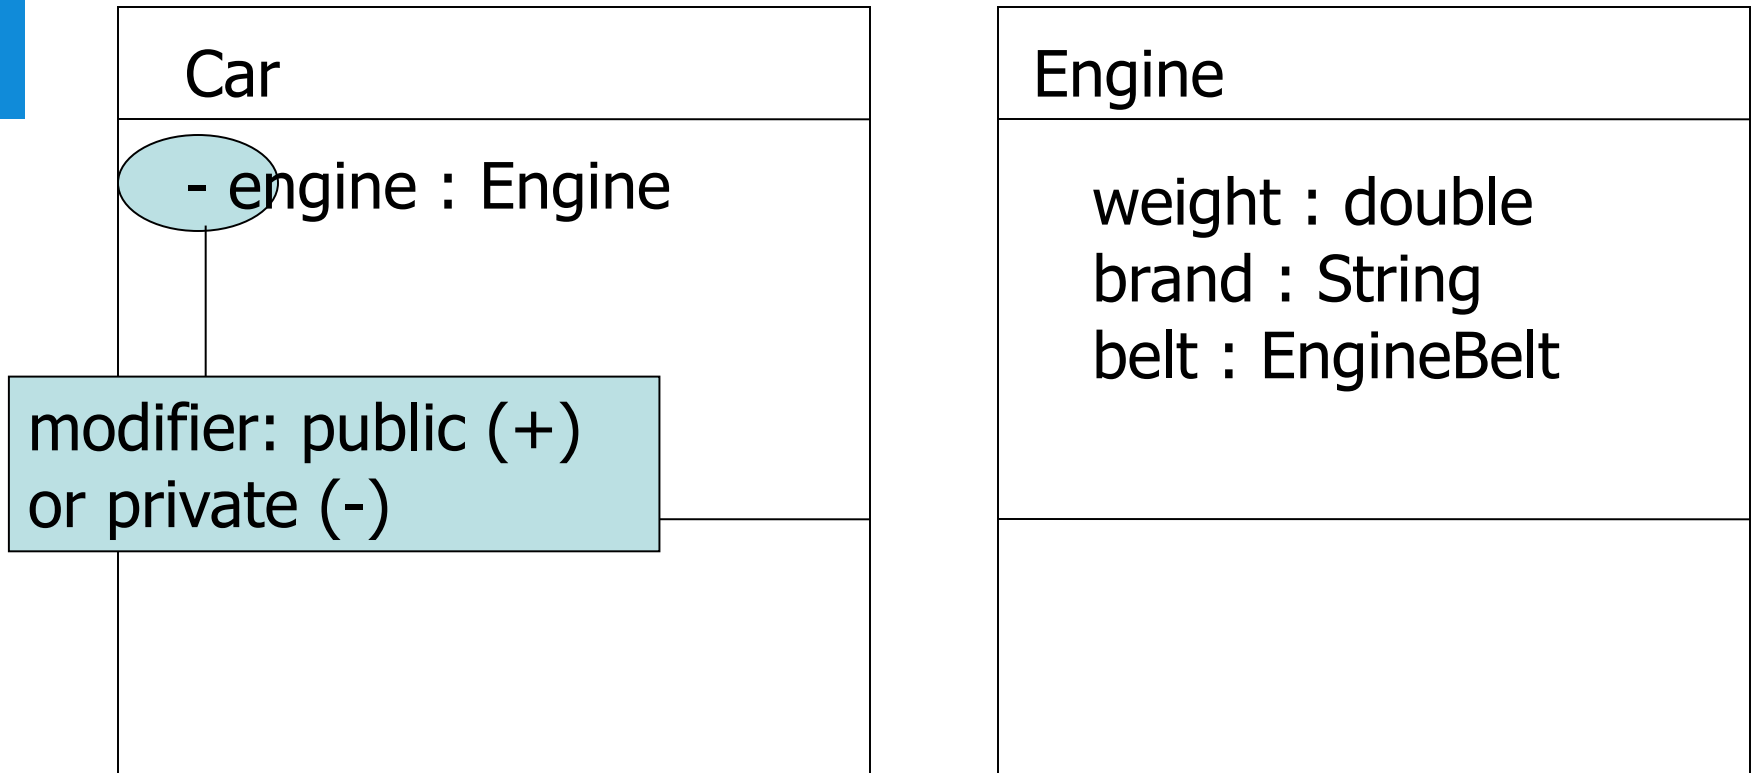 Car
- engine : Engine
modifier: public (+)
or private (-)
Engine
weight : double
brand : String
belt : EngineBelt